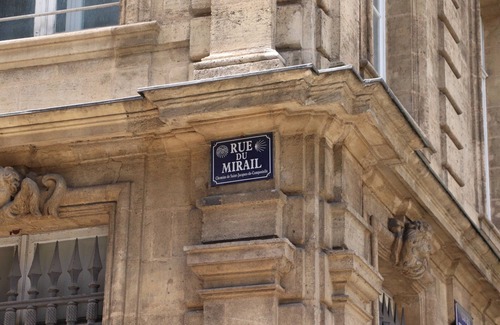 RUE
DU
MIRAIL
Chemin de Saint-Jacques de Compostelle